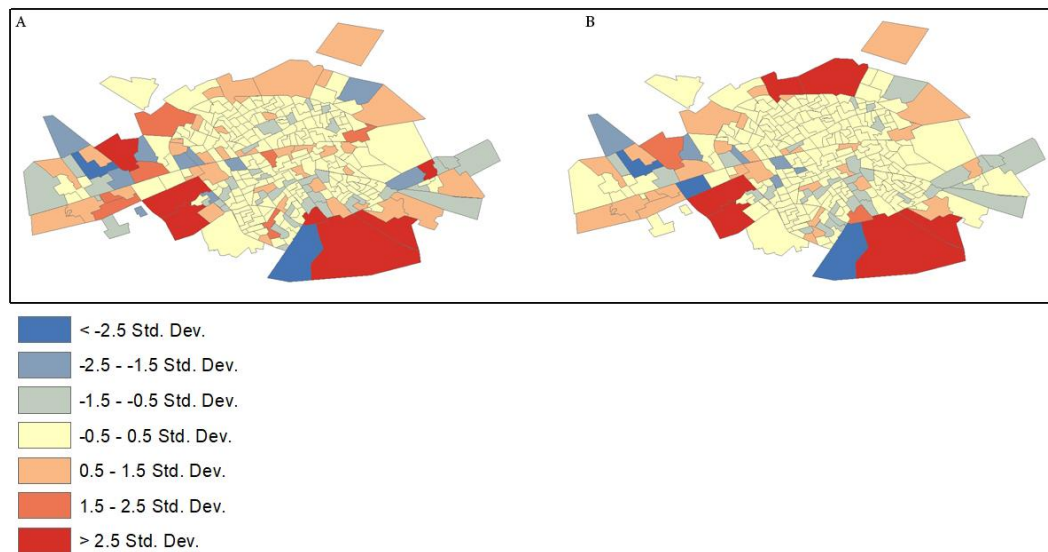 A
B
< -2.5 Std. Dev.
-2.5 - -1.5 Std. Dev.
-1.5 - -0.5 Std. Dev.
-0.5 - 0.5 Std. Dev.
0.5 - 1.5 Std. Dev.
1.5 - 2.5 Std. Dev.
> 2.5 Std. Dev.